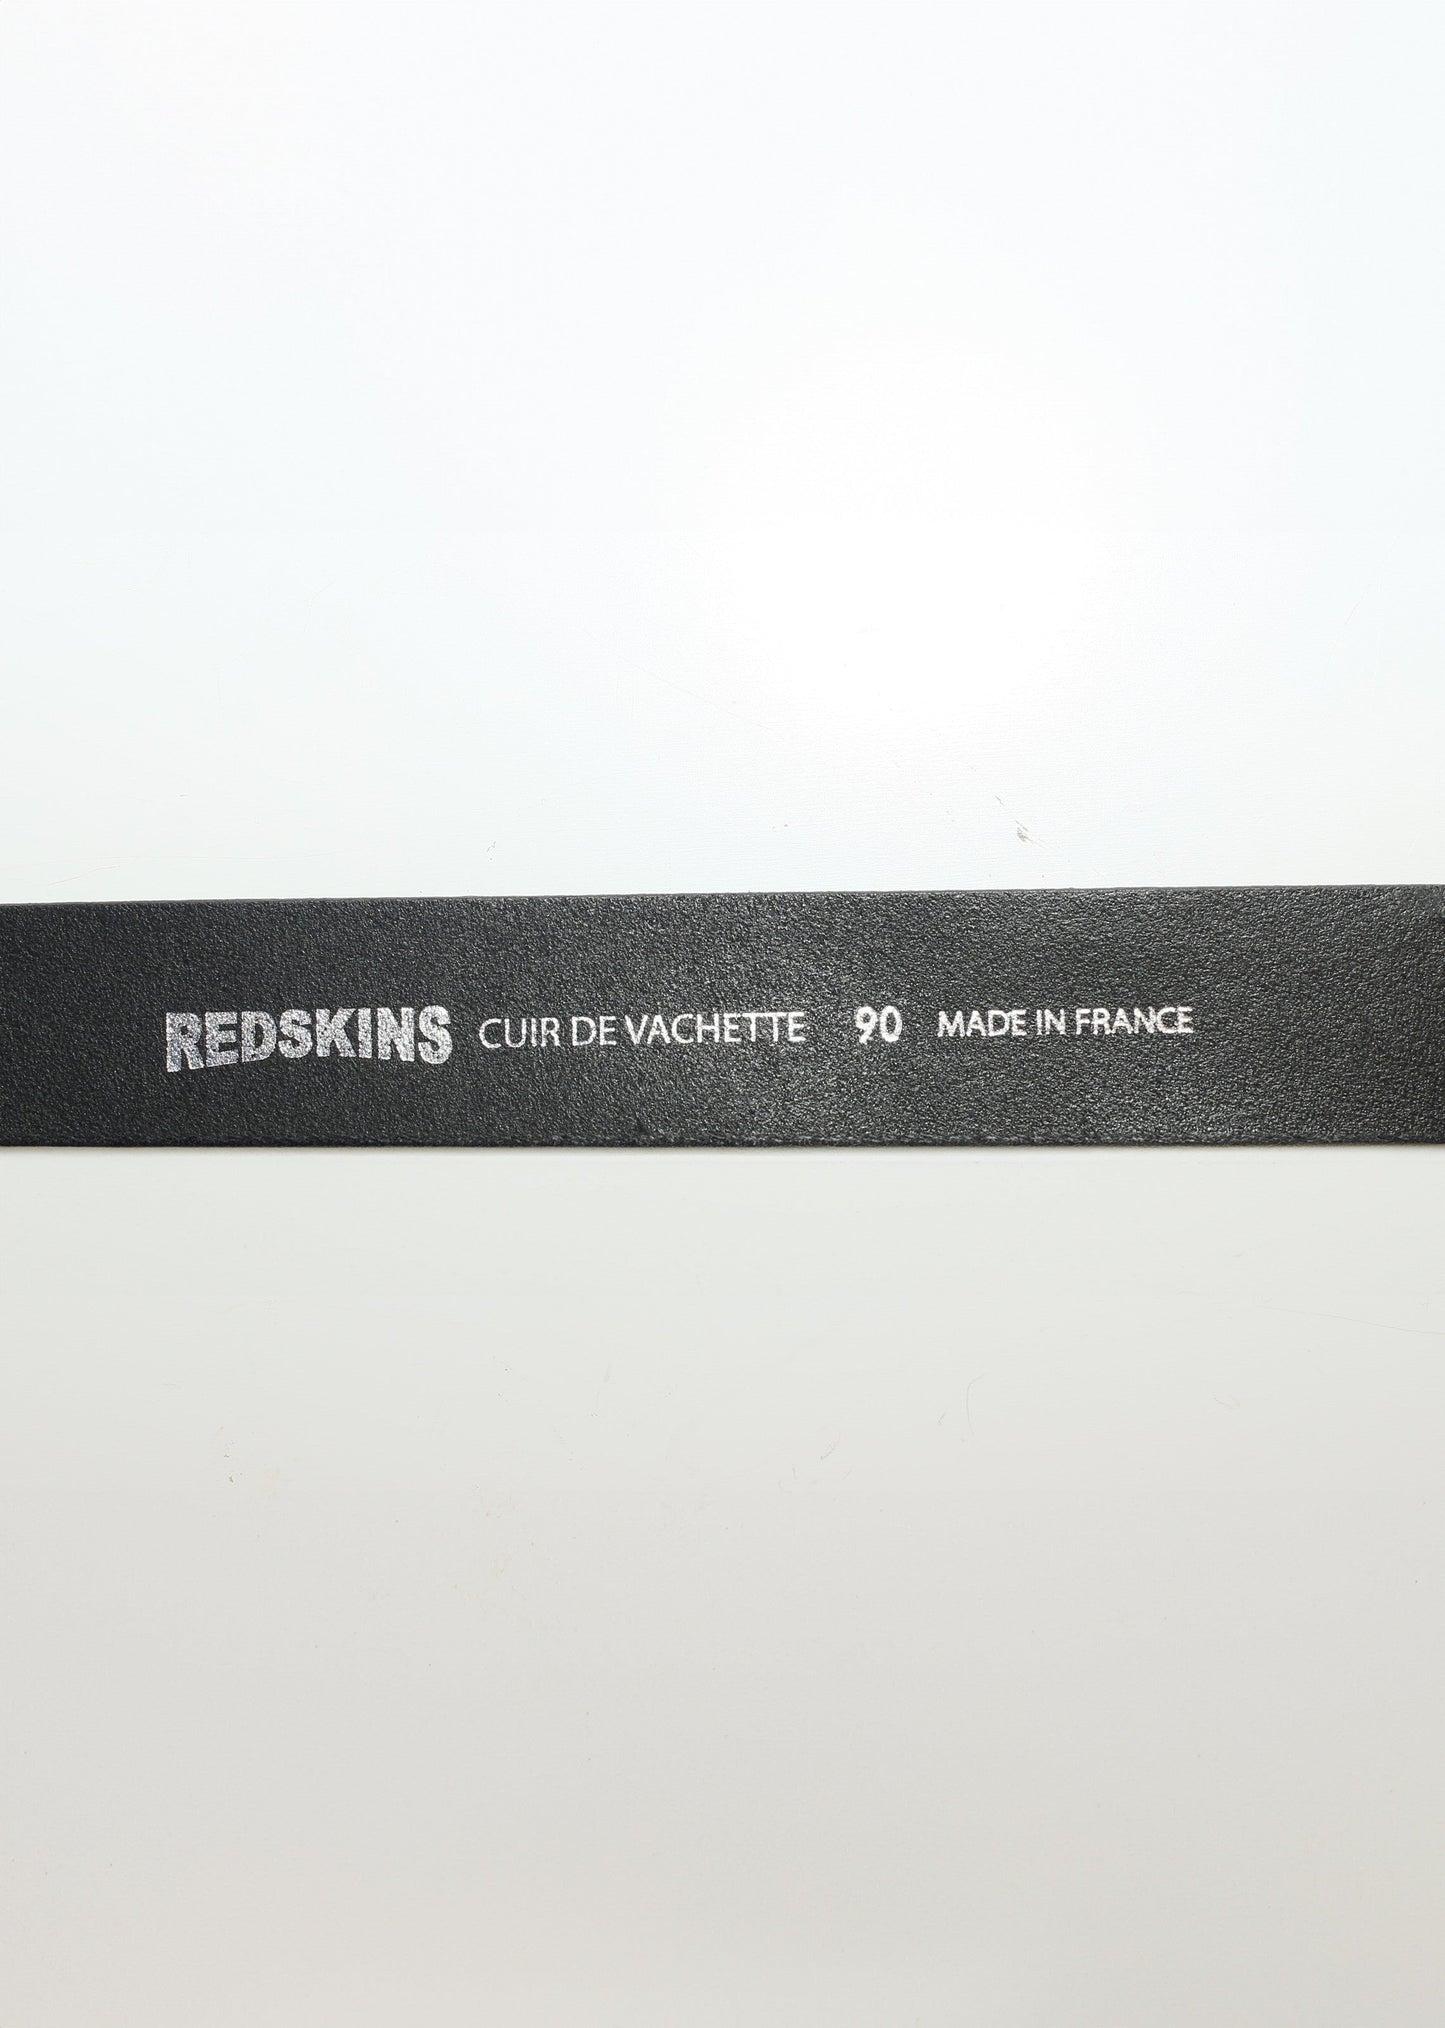 REDSKINS CUIR DE VACHETTE 90 MADE IN FRANCE